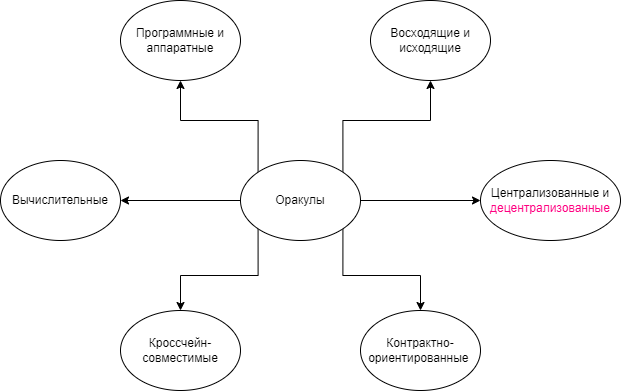 Программные и
аппаратные
Восходящие и
исходящие
Вычислительные
Оракулы
Централизованные и
децентрализованные
Кроссчейн-
совместимые
Контрактно-
ориентированные